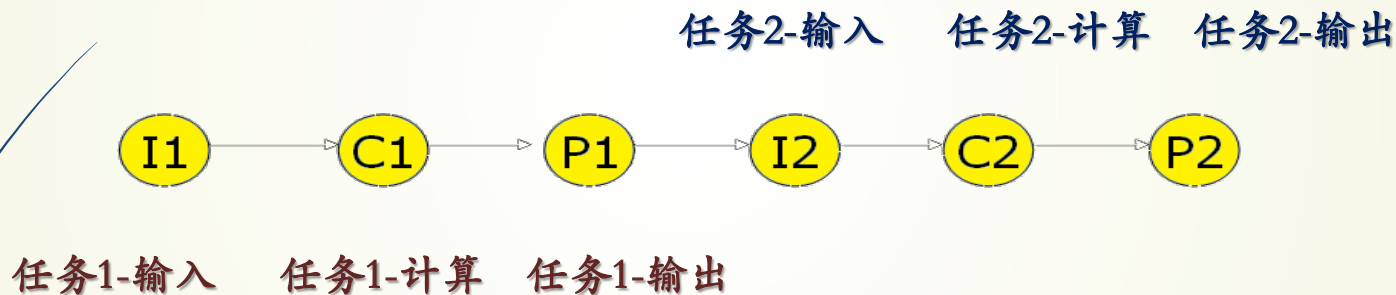 任务2-输入 任务2-计算 任务2-输出
I1 C1 P1 I2 C2 P2
任务1-输入 任务1-计算 任务1-输出